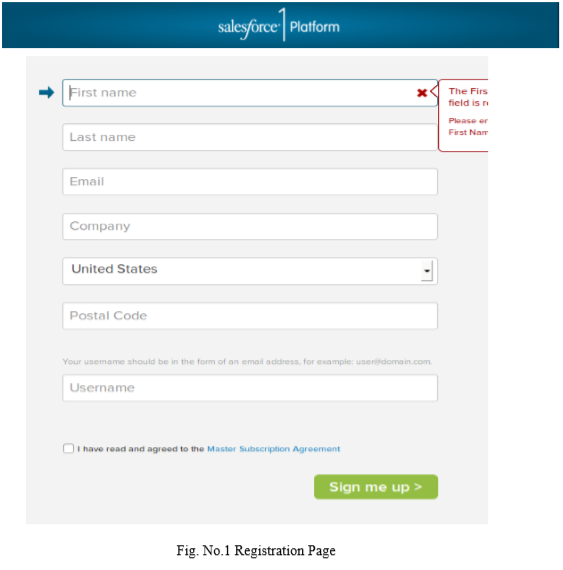 salesforce1 Platform
First name
The Firs
field is r
Please er
First Nam
Last name
Email
Company
United States
Postal Code
Your username should be in the form of an email address, for example: user@domain.com.
Username
I have read and agreed to the Master Subscription Agreement
Sign me up >
Fig. No.1 Registration Page